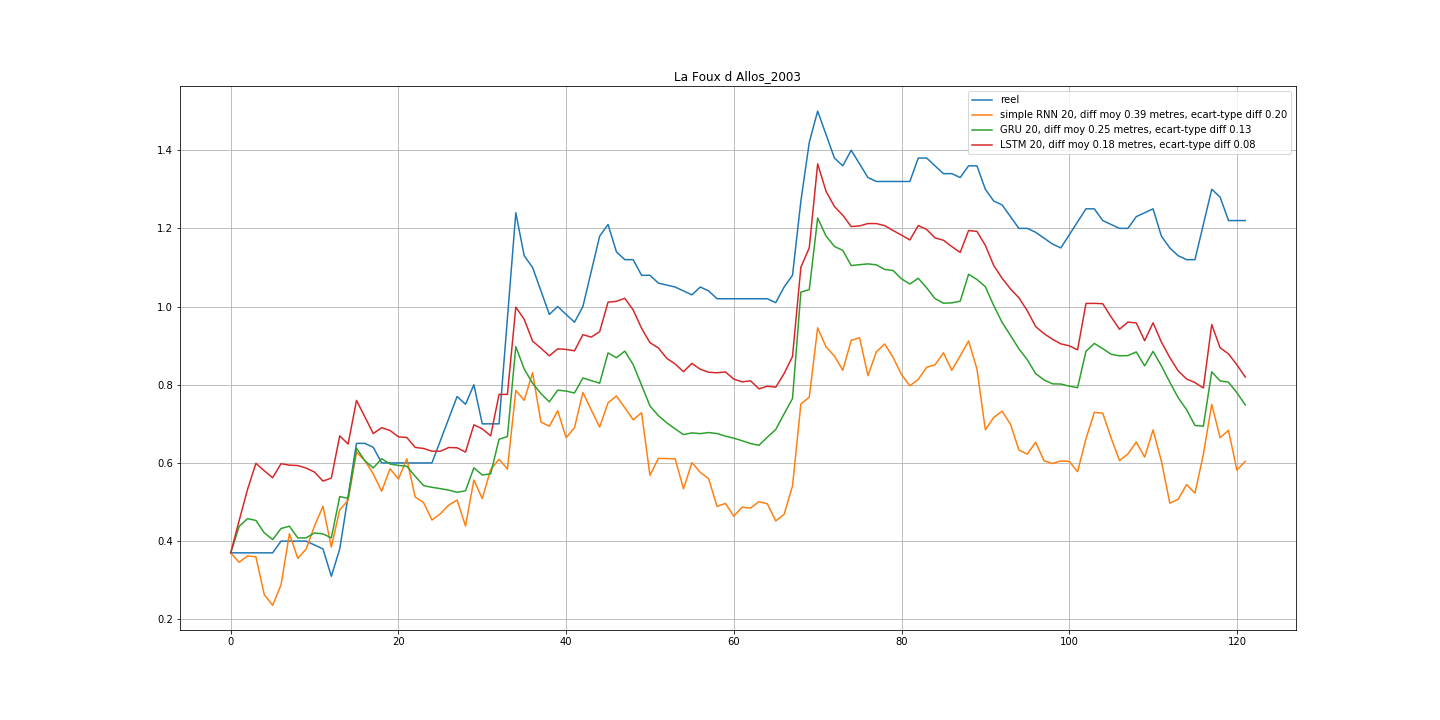 La Foux d Allos_2003
reel
simple RNN 20, diff moy 0.39 metres, ecart-type diff 0.20
GRU 20, diff moy 0.25 metres, ecart-type diff 0.13
LSTM 20, diff moy 0.18 metres, ecart-type diff 0.08
1.4
1.2
1.0
0.8
0.6
0.4
0.2
0 20 40 60 80 100 120